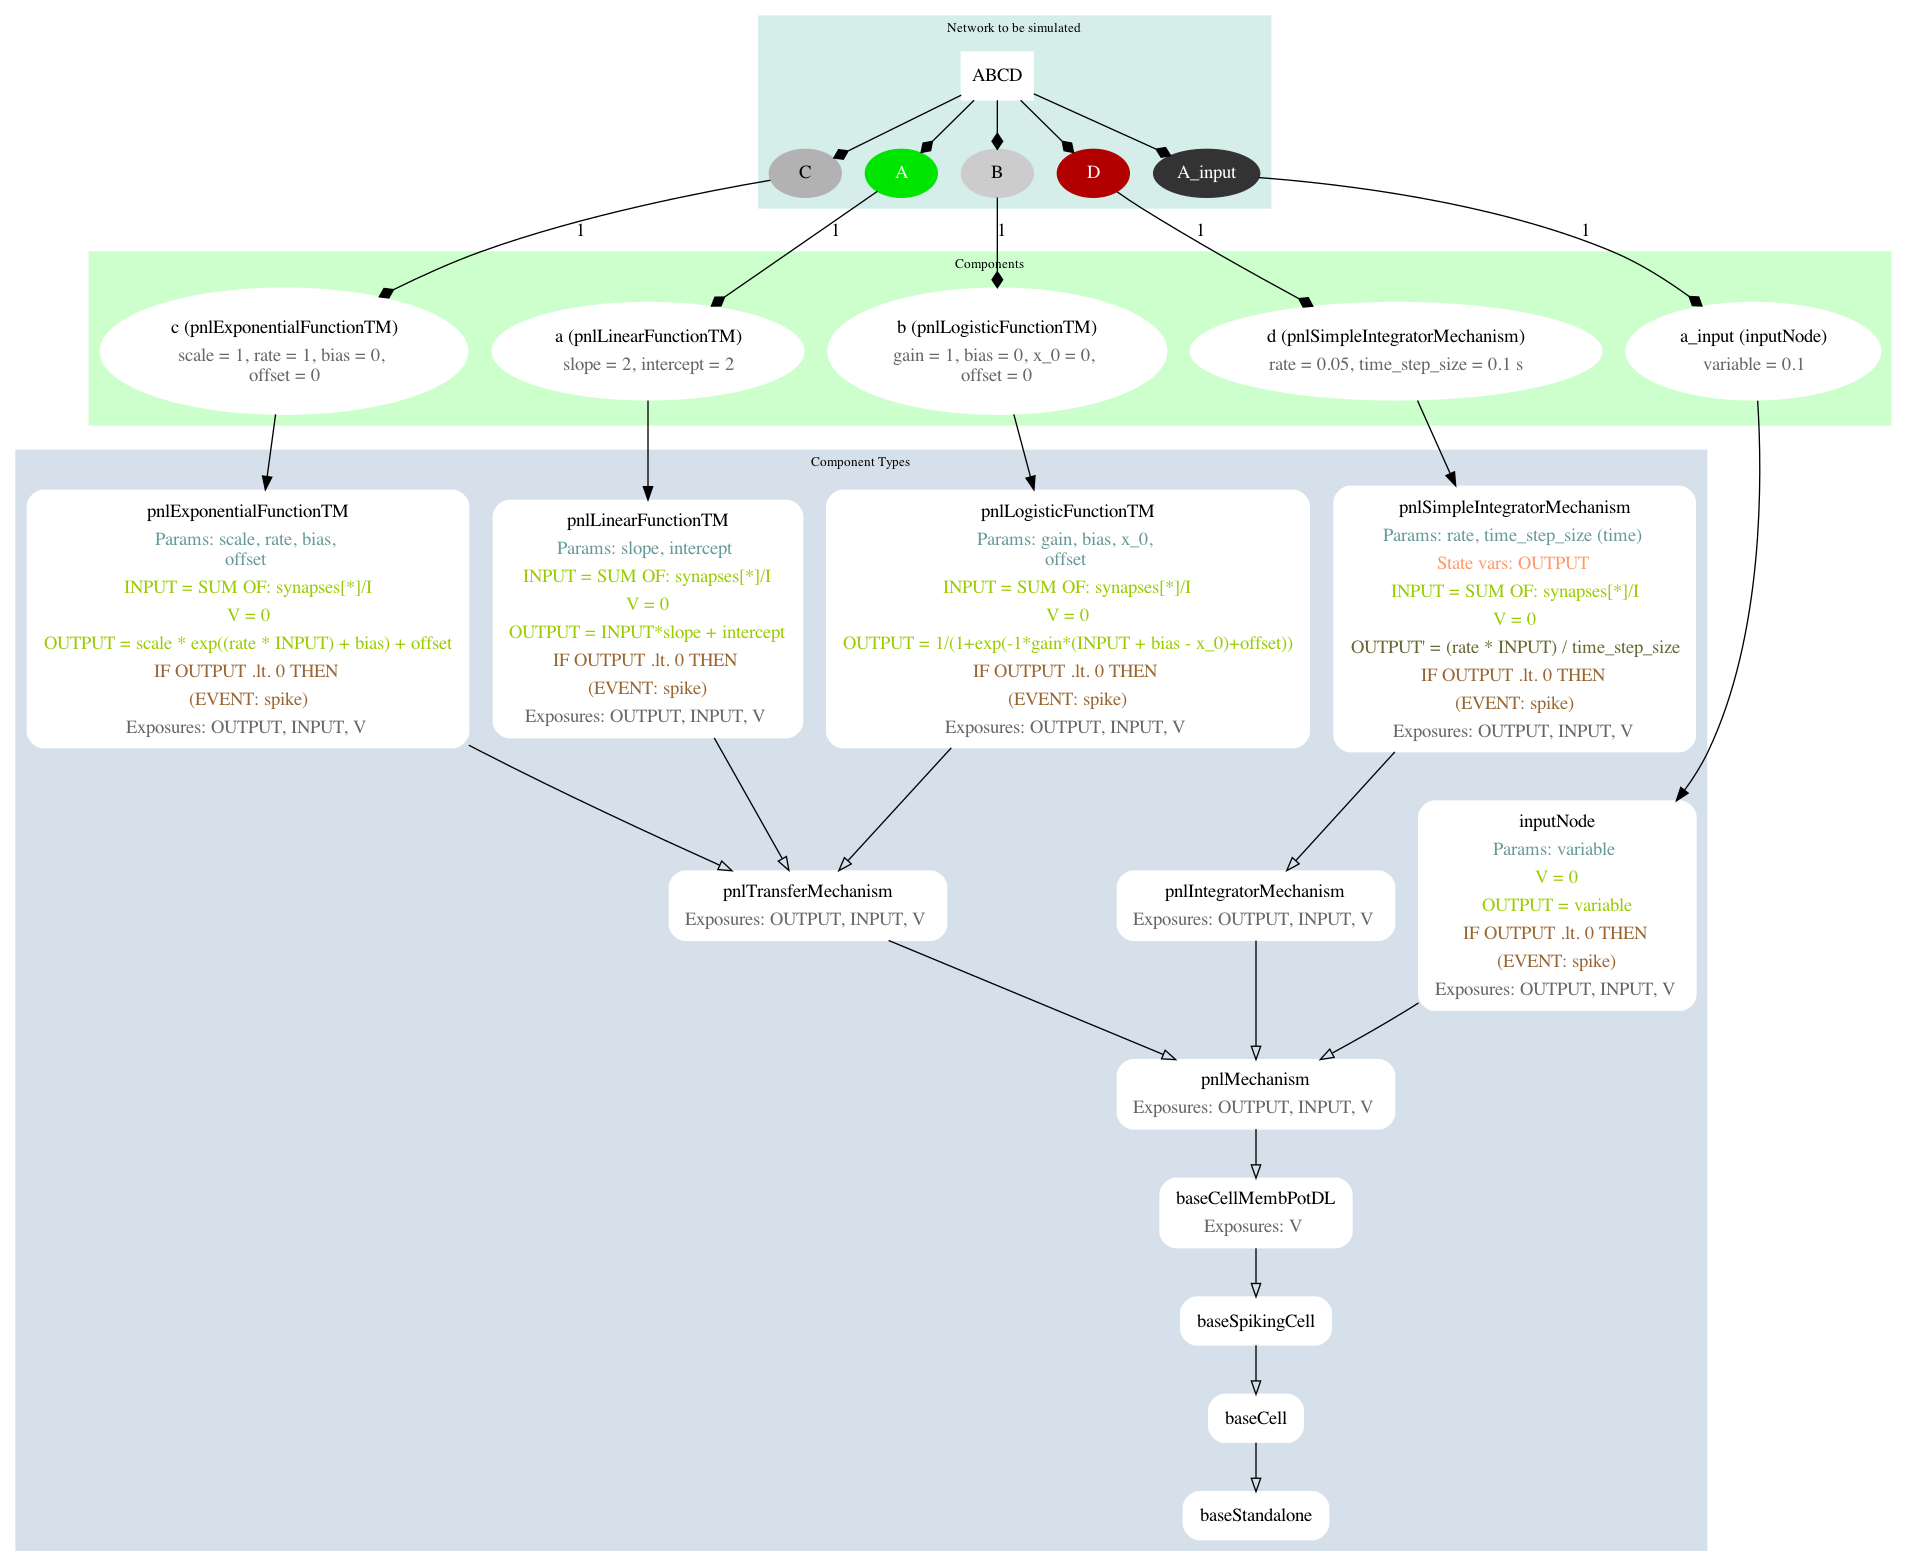 Network to be simulated
ABCD
C
A
B
D
A_input
1
1
1
1
1
Components
c (pnlExponentialFunctionTM)
scale = 1, rate = 1, bias = 0,
offset = 0
a (pnlLinearFunctionTM)
slope = 2, intercept = 2
b (pnlLogisticFunctionTM)
gain = 1, bias = 0, x_0 = 0,
offset = 0
d (pnlSimpleIntegratorMechanism)
rate = 0.05, time_step_size = 0.1 s
a_input (inputNode)
variable = 0.1
Component Types
pnlExponentialFunctionTM
Params: scale, rate, bias,
offset
INPUT = SUM OF: synapses[*]/I
V = 0
OUTPUT = scale * exp((rate * INPUT) + bias) + offset
IF OUTPUT .lt. 0 THEN
(EVENT: spike)
Exposures: OUTPUT, INPUT, V
pnlLinearFunctionTM
Params: slope, intercept
INPUT = SUM OF: synapses[*]/I
V = 0
OUTPUT = INPUT*slope + intercept
IF OUTPUT .lt. 0 THEN
(EVENT: spike)
Exposures: OUTPUT, INPUT, V
pnlLogisticFunctionTM
Params: gain, bias, x_0,
offset
INPUT = SUM OF: synapses[*]/I
V = 0
OUTPUT = 1/(1+exp(-1*gain*(INPUT + bias - x_0)+offset))
IF OUTPUT .lt. 0 THEN
(EVENT: spike)
Exposures: OUTPUT, INPUT, V
pnlSimpleIntegratorMechanism
Params: rate, time_step_size (time)
State vars: OUTPUT
INPUT = SUM OF: synapses[*]/I
V = 0
OUTPUT' = (rate * INPUT) / time_step_size
IF OUTPUT .lt. 0 THEN
(EVENT: spike)
Exposures: OUTPUT, INPUT, V
inputNode
Params: variable
V = 0
OUTPUT = variable
IF OUTPUT .lt. 0 THEN
(EVENT: spike)
Exposures: OUTPUT, INPUT, V
pnlTransferMechanism
Exposures: OUTPUT, INPUT, V
pnlIntegratorMechanism
Exposures: OUTPUT, INPUT, V
pnlMechanism
Exposures: OUTPUT, INPUT, V
baseCellMembPotDL
Exposures: V
baseSpikingCell
baseCell
baseStandalone